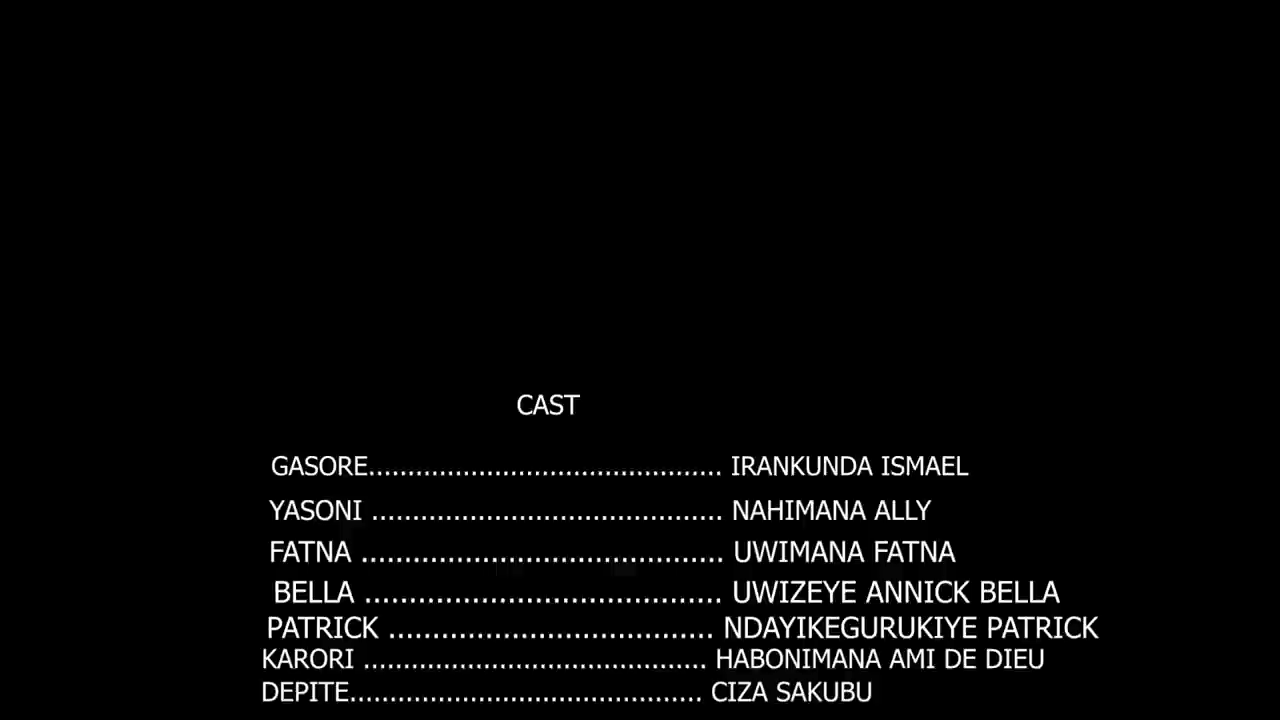 CAST
GASORE.......................................... IRANKUNDA ISMAEL
YASONI .......................................... NAHIMANA ALLY
FATNA .......................................... UWIMANA FATNA
BELLA ........................................ UWIZEYE ANNICK BELLA
PATRICK .................................... NDAYIKEGURUKIYE PATRICK
KARORI .......................................... HABONIMANA AMI DE DIEU
DEPITE.......................................... CIZA SAKUBU